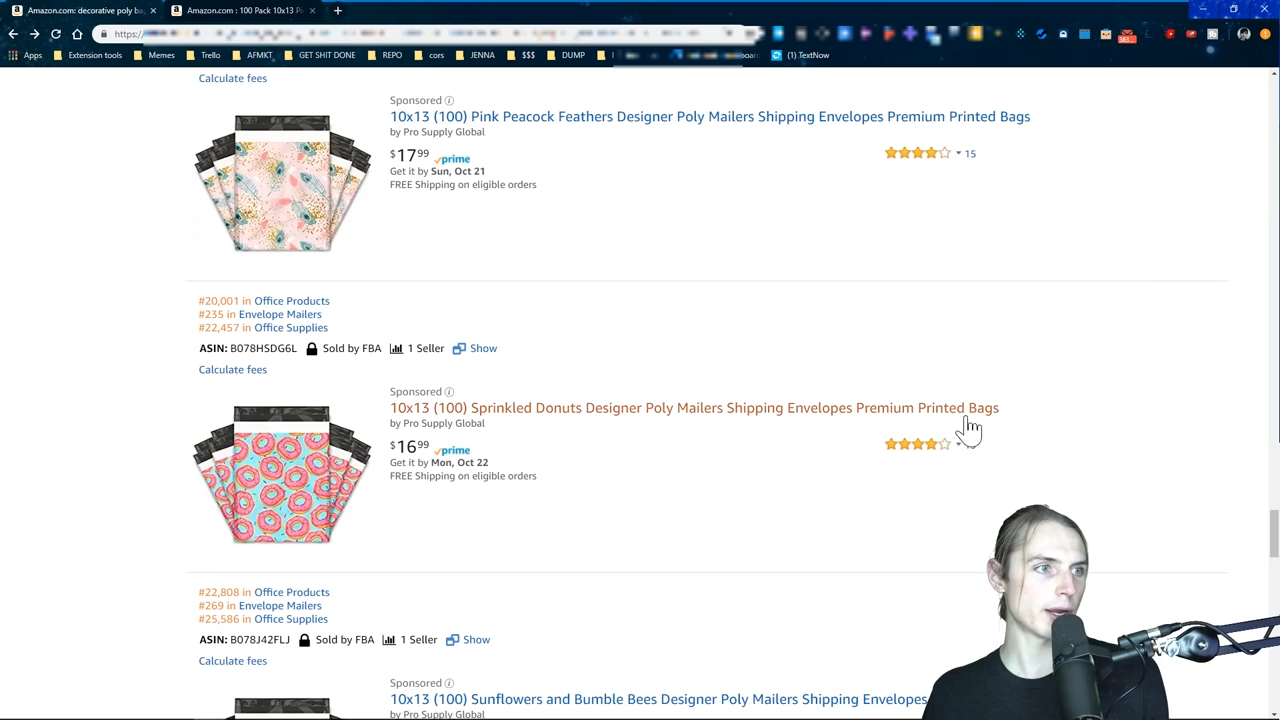 Amazon.com: decorative poly ba
Amazon.com : 100 Pack 10x13 Pi
https://
Apps
Extension tools
Memes
Trello
AFMKT
GET SHIT DONE
REPO
cors
JENNA
$$$
DUMP
(1) TextNow
Calculate fees
Sponsored
10x13 (100) Pink Peacock Feathers Designer Poly Mailers Shipping Envelopes Premium Printed Bags
by Pro Supply Global
$17 99 prime
15
Get it by Sun, Oct 21
FREE Shipping on eligible orders
#20,001 in Office Products
#235 in Envelope Mailers
#22,457 in Office Supplies
ASIN: B078HSDG6L Sold by FBA 1 Seller Show
Calculate fees
Sponsored
10x13 (100) Sprinkled Donuts Designer Poly Mailers Shipping Envelopes Premium Printed Bags
by Pro Supply Global
$16 99 prime
Get it by Mon, Oct 22
FREE Shipping on eligible orders
#22,808 in Office Products
#269 in Envelope Mailers
#25,586 in Office Supplies
ASIN: B078J42FLJ Sold by FBA 1 Seller Show
Calculate fees
Sponsored
10x13 (100) Sunflowers and Bumble Bees Designer Poly Mailers Shipping Envelopes
by Pro Supply Global